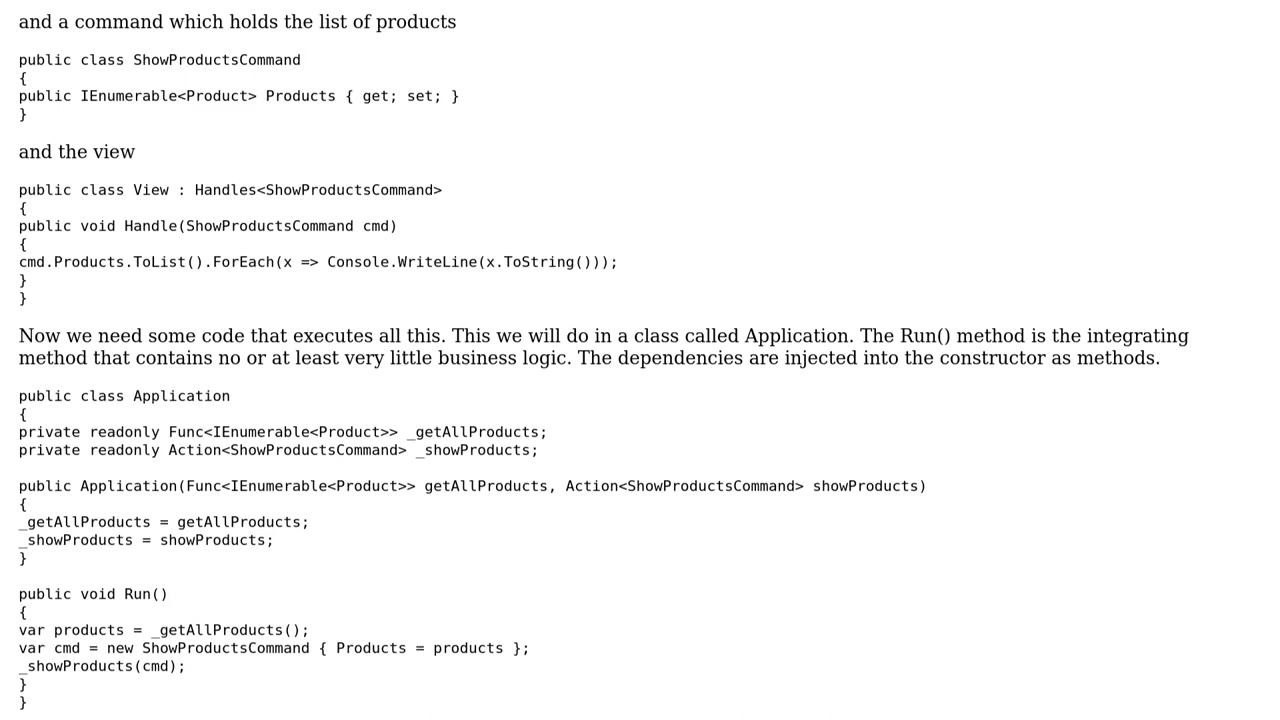 and a command which holds the list of products
public class ShowProductsCommand
{
public IEnumerable<Product> Products { get; set; }
}
and the view
public class View : Handles<ShowProductsCommand>
{
public void Handle(ShowProductsCommand cmd)
{
cmd.Products.ToList().ForEach(x => Console.WriteLine(x.ToString()));
}
}
Now we need some code that executes all this. This we will do in a class called Application. The Run() method is the integrating
method that contains no or at least very little business logic. The dependencies are injected into the constructor as methods.
public class Application
{
private readonly Func<IEnumerable<Product>> _getAllProducts;
private readonly Action<ShowProductsCommand> _showProducts;
public Application(Func<IEnumerable<Product>> getAllProducts, Action<ShowProductsCommand> showProducts)
{
_getAllProducts = getAllProducts;
_showProducts = showProducts;
}
public void Run()
{
var products = _getAllProducts();
var cmd = new ShowProductsCommand { Products = products };
_showProducts(cmd);
}
}